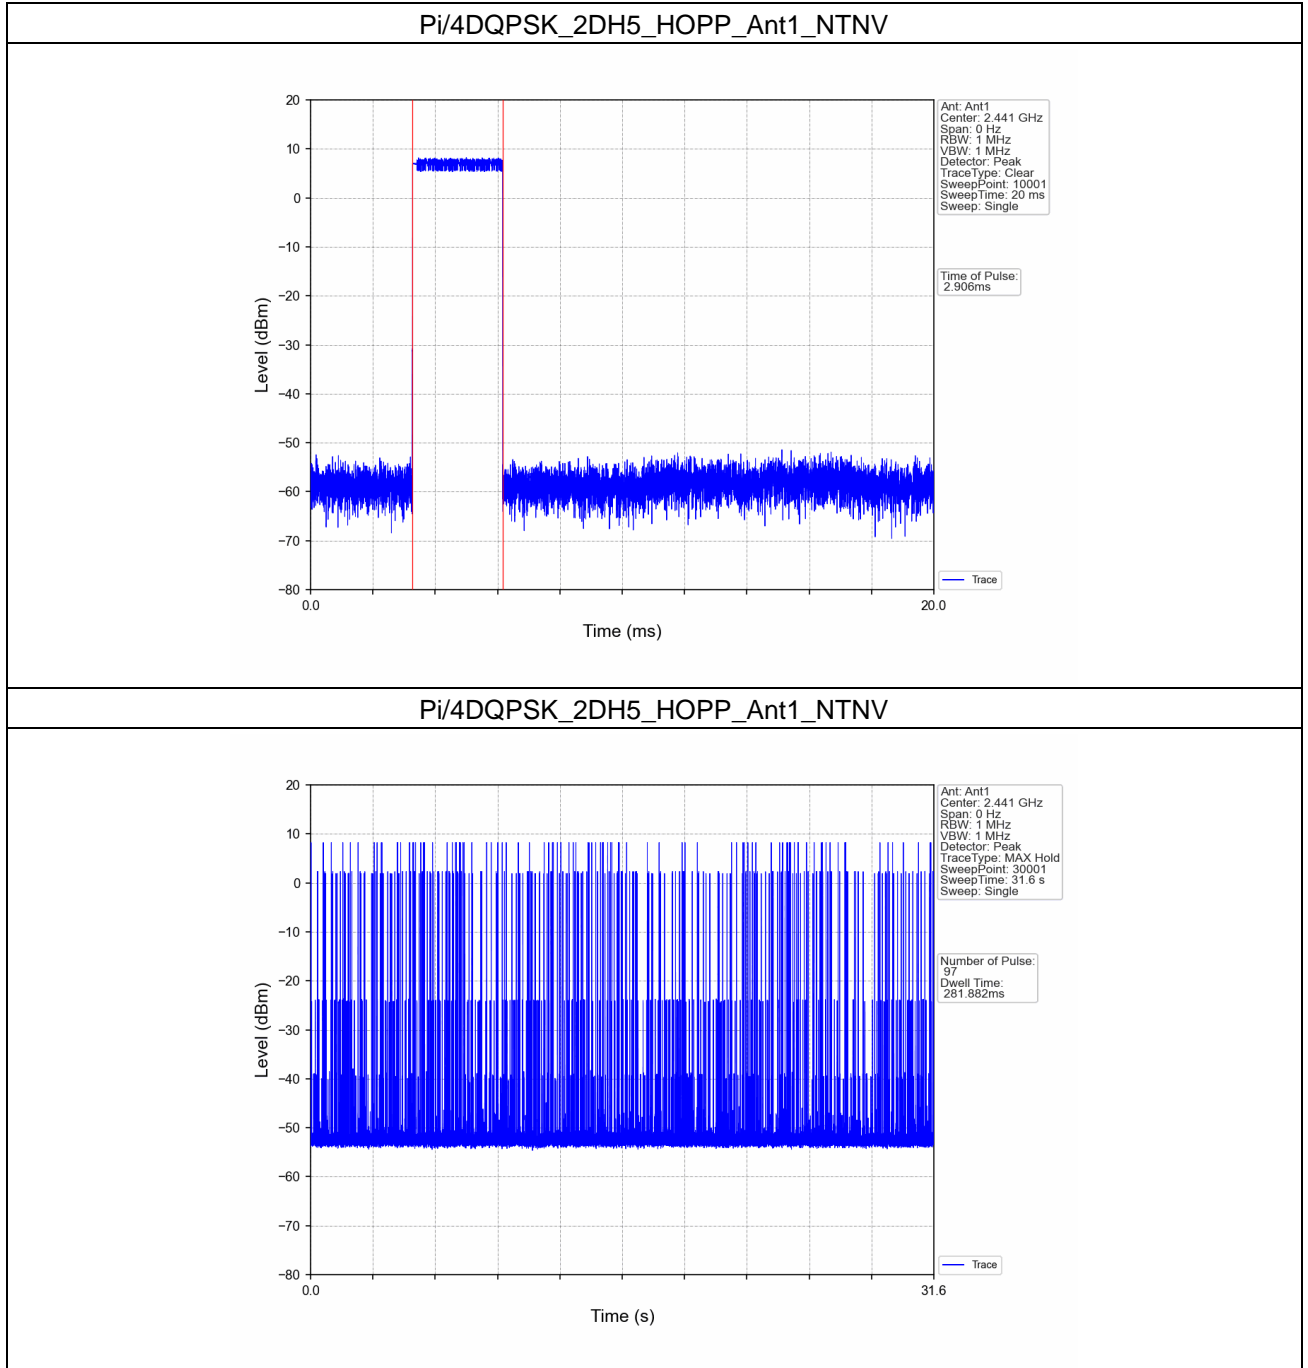 Pi/4DQPSK_2DH5_HOPP_Ant1_NTNV
20
10
0
−10
−20
−30
−40
−50
−60
−70
−80
Level (dBm)
0.0
20.0
Time (ms)
Ant: Ant1
Center: 2.441 GHz
Span: 0 Hz
RBW: 1 MHz
VBW: 1 MHz
Detector: Peak
TraceType: Clear
SweepPoint: 10001
SweepTime: 20 ms
Sweep: Single
Time of Pulse:
2.906ms
Trace
Pi/4DQPSK_2DH5_HOPP_Ant1_NTNV
20
10
0
−10
−20
−30
−40
−50
−60
−70
−80
Level (dBm)
0.0
31.6
Time (s)
Ant: Ant1
Center: 2.441 GHz
Span: 0 Hz
RBW: 1 MHz
VBW: 1 MHz
Detector: Peak
TraceType: MAX Hold
SweepPoint: 30001
SweepTime: 31.6 s
Sweep: Single
Number of Pulse:
97
Dwell Time:
281.882ms
Trace